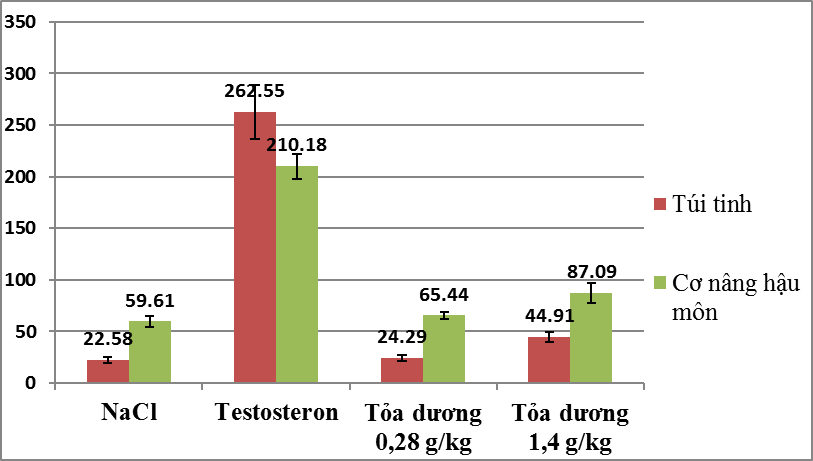 350
300
250
200
150
100
50
0
22.58
59.61
262.55
210.18
24.29
65.44
44.91
87.09
NaCl
Testosteron
Tỏa dương
0,28 g/kg
Tỏa dương
1,4 g/kg
Túi tinh
Cơ nâng hậu
môn